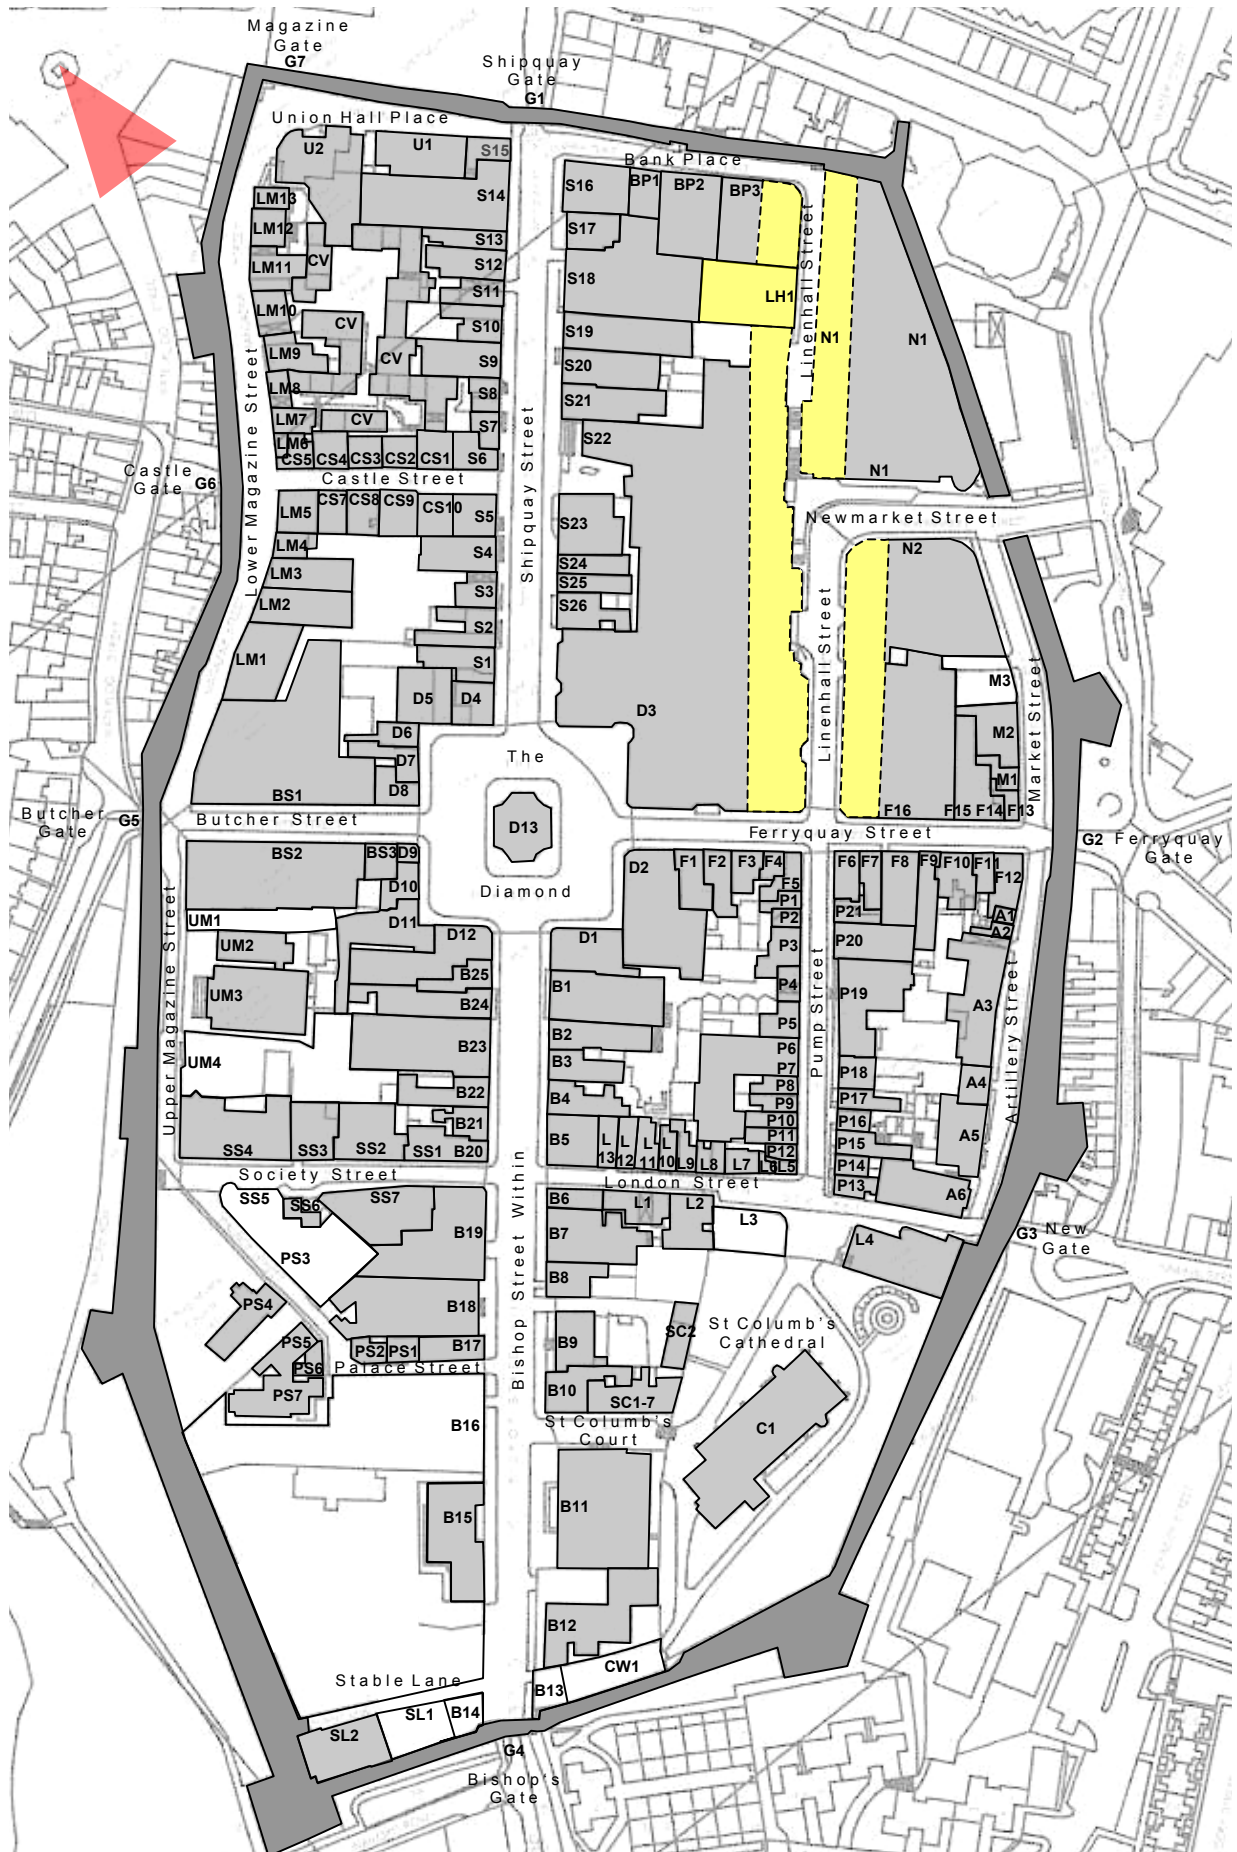 Magazine
Gate
G7
Shipquay
Gate
G1
Union Hall Place
U2
U1
S15
Bank Place
S16
BP1
BP2
BP3
LM13
S14
LM12
S17
S13
CV
S12
LM11
S18
LH1
S11
LM10
CV
S10
S19
N1
N1
LM9
CV
S9
S20
LM8
S8
S21
LM7
CV
S7
S22
LM6
CS5
CS4
CS3
CS2
CS1
S6
Castle
Gate
G6
Castle Street
N1
Lower Magazine Street
Shipquay Street
Linenhall Street
LM5
CS7
CS8
CS9
CS10
S5
S23
Newmarket Street
LM4
S4
N2
LM3
S24
S3
S25
LM2
S26
S2
LM1
S1
D5
D4
D3
M3
D6
M2
D7
M1
D8
BS1
The
Linenhall Street
Market Street
F16
F15
F14
F13
Butcher
Gate
G5
Butcher Street
D13
Ferryquay Street
G2
Ferryquay
Gate
BS2
BS3
D9
D2
F1
F2
F3
F4
F5
F6
F7
F8
F9
F10
F11
F12
D10
Diamond
P1
UM1
D11
P2
P21
A1
A2
D12
D1
P3
P20
UM2
B25
B1
P4
P19
A3
UM3
B24
P5
B2
B23
P6
UM4
B3
P7
P18
A4
B22
P8
B4
P9
P17
B21
P10
P16
Upper Magazine Street
Pump Street
Artillery Street
B5
L
13
L
12
L
11
L
10
L9
L8
L7
L6
L5
P11
P12
P15
A5
SS4
SS3
SS2
SS1
B20
P14
Society Street
London Street
P13
A6
SS5
SS6
SS7
B6
L1
L2
L3
B19
B7
L4
G3
New
Gate
PS3
B8
PS4
B18
B9
SC2
St Columb's
Cathedral
PS5
PS2
PS1
B17
PS6
Palace Street
PS7
B10
SC1-7
Bishop Street Within
B16
St Columb's
Court
C1
B15
B11
B12
Stable Lane
CW1
B13
SL1
B14
SL2
G4
Bishop's
Gate